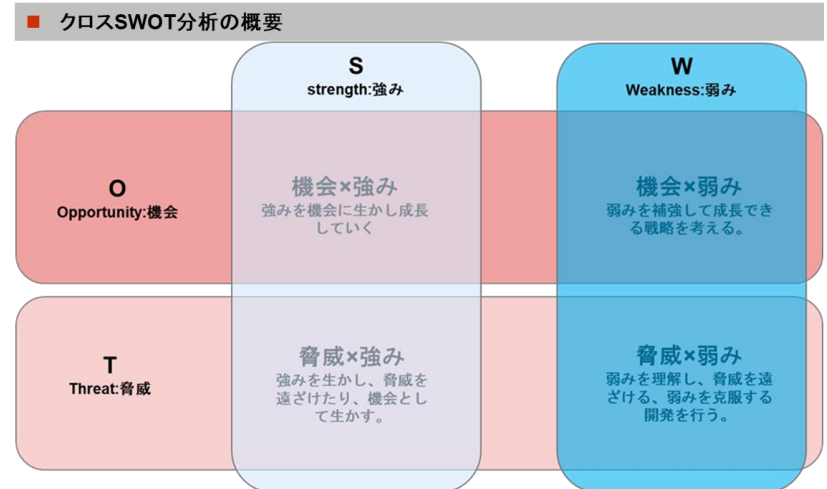 クロスSWOT分析の概要
S
strength:強み
W
Weakness:弱み
O
Opportunity:機会
機会×強み
強みを機会に生かし成長
していく
機会×弱み
弱みを補強して成長でき
る戦略を考える。
T
Threat:脅威
脅威×強み
強みを生かし、脅威を
遠ざけたり、機会とし
て生かす。
脅威×弱み
弱みを理解し、脅威を遠
ざける、弱みを克服する
開発を行う。